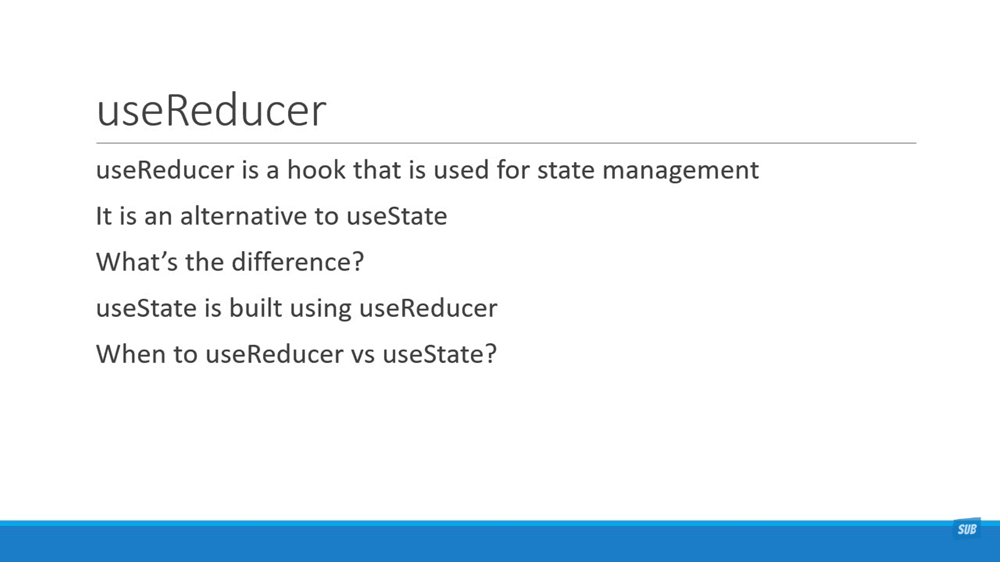 useReducer
useReducer is a hook that is used for state management
It is an alternative to useState
What’s the difference?
useState is built using useReducer
When to useReducer vs useState?
SUB